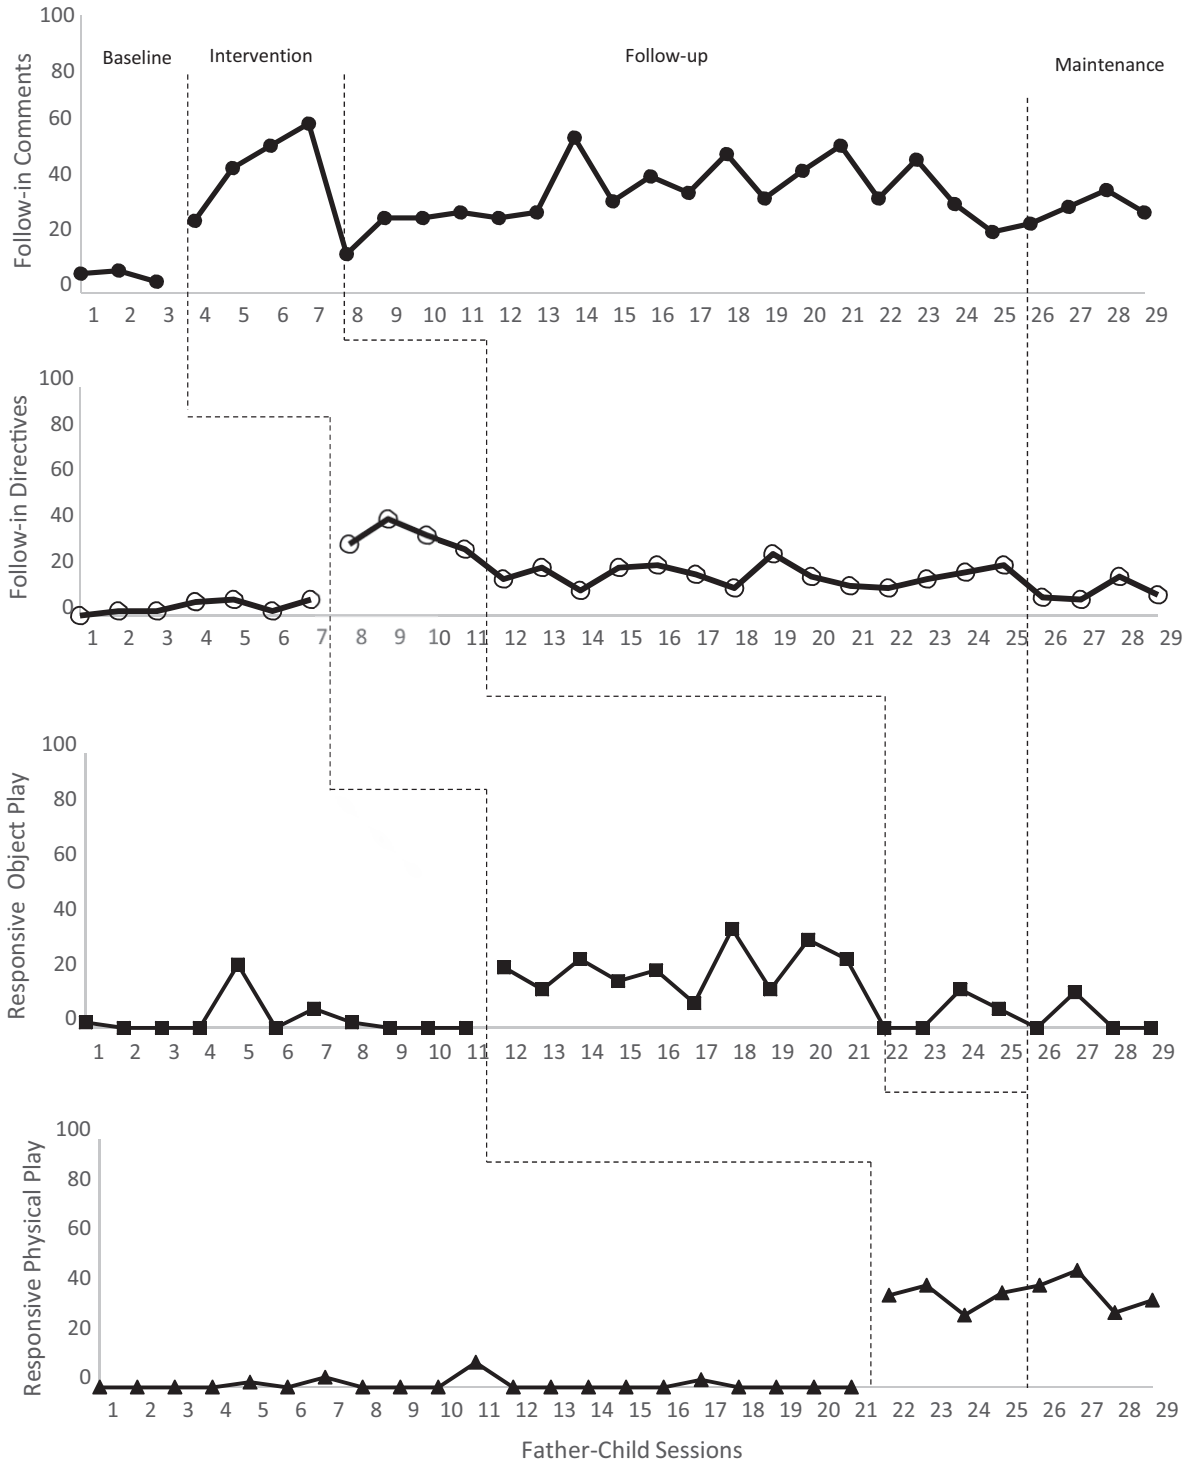 100
Baseline
Intervention
Follow-up
Maintenance
80
60
40
20
0
Follow-in Comments
1 2 3 4 5 6 7 8 9 10 11 12 13 14 15 16 17 18 19 20 21 22 23 24 25 26 27 28 29
100
80
60
40
20
0
Follow-in Directives
1 2 3 4 5 6 7 8 9 10 11 12 13 14 15 16 17 18 19 20 21 22 23 24 25 26 27 28 29
100
80
60
40
20
0
Responsive Object Play
1 2 3 4 5 6 7 8 9 10 11 12 13 14 15 16 17 18 19 20 21 22 23 24 25 26 27 28 29
100
80
60
40
20
0
Responsive Physical Play
1 2 3 4 5 6 7 8 9 10 11 12 13 14 15 16 17 18 19 20 21 22 23 24 25 26 27 28 29
Father-Child Sessions